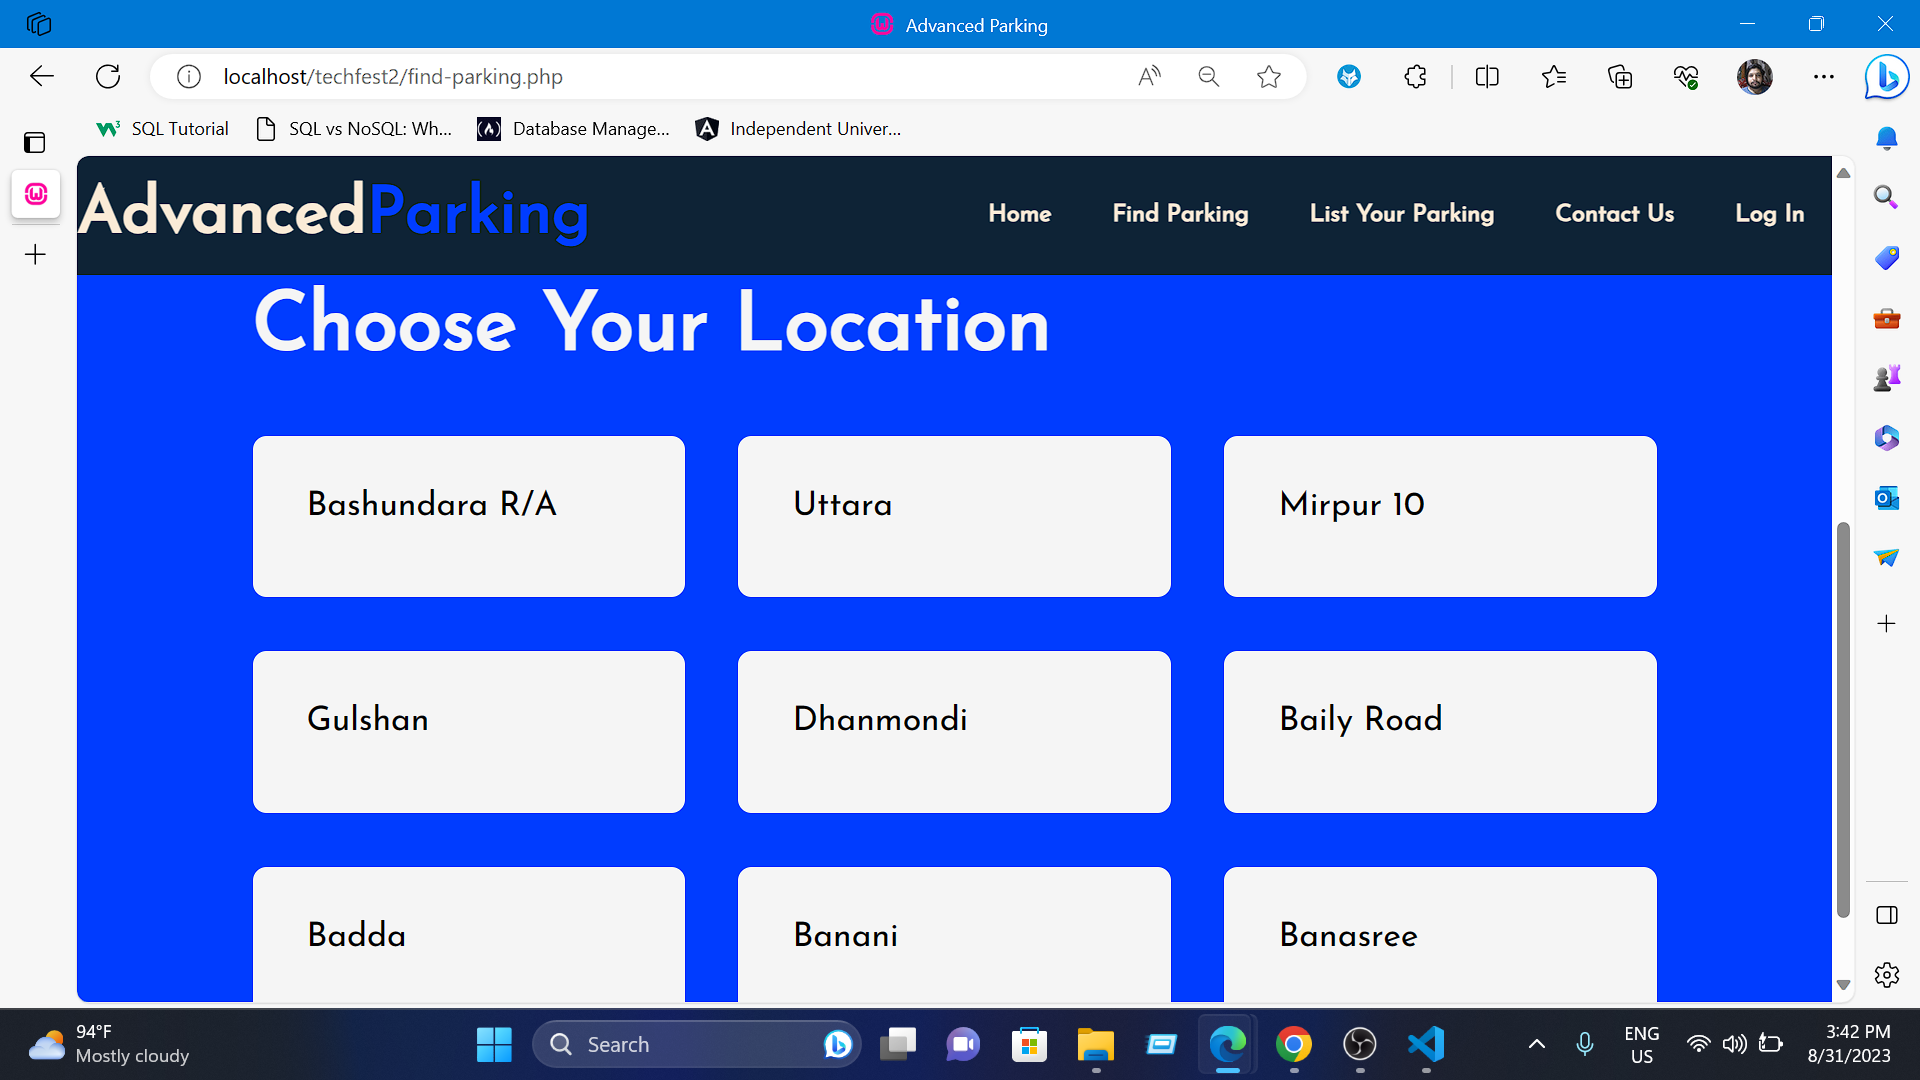 Advanced Parking
localhost/techfest2/find-parking.php
SQL Tutorial
SQL vs NoSQL: Wh...
Database Manage...
Independent Univer...
AdvancedParking
Home
Find Parking
List Your Parking
Contact Us
Log In
Choose Your Location
Bashundara R/A
Uttara
Mirpur 10
Gulshan
Dhanmondi
Baily Road
Badda
Banani
Banasree
94°F
Mostly cloudy
Search
ENG
US
3:42 PM
8/31/2023